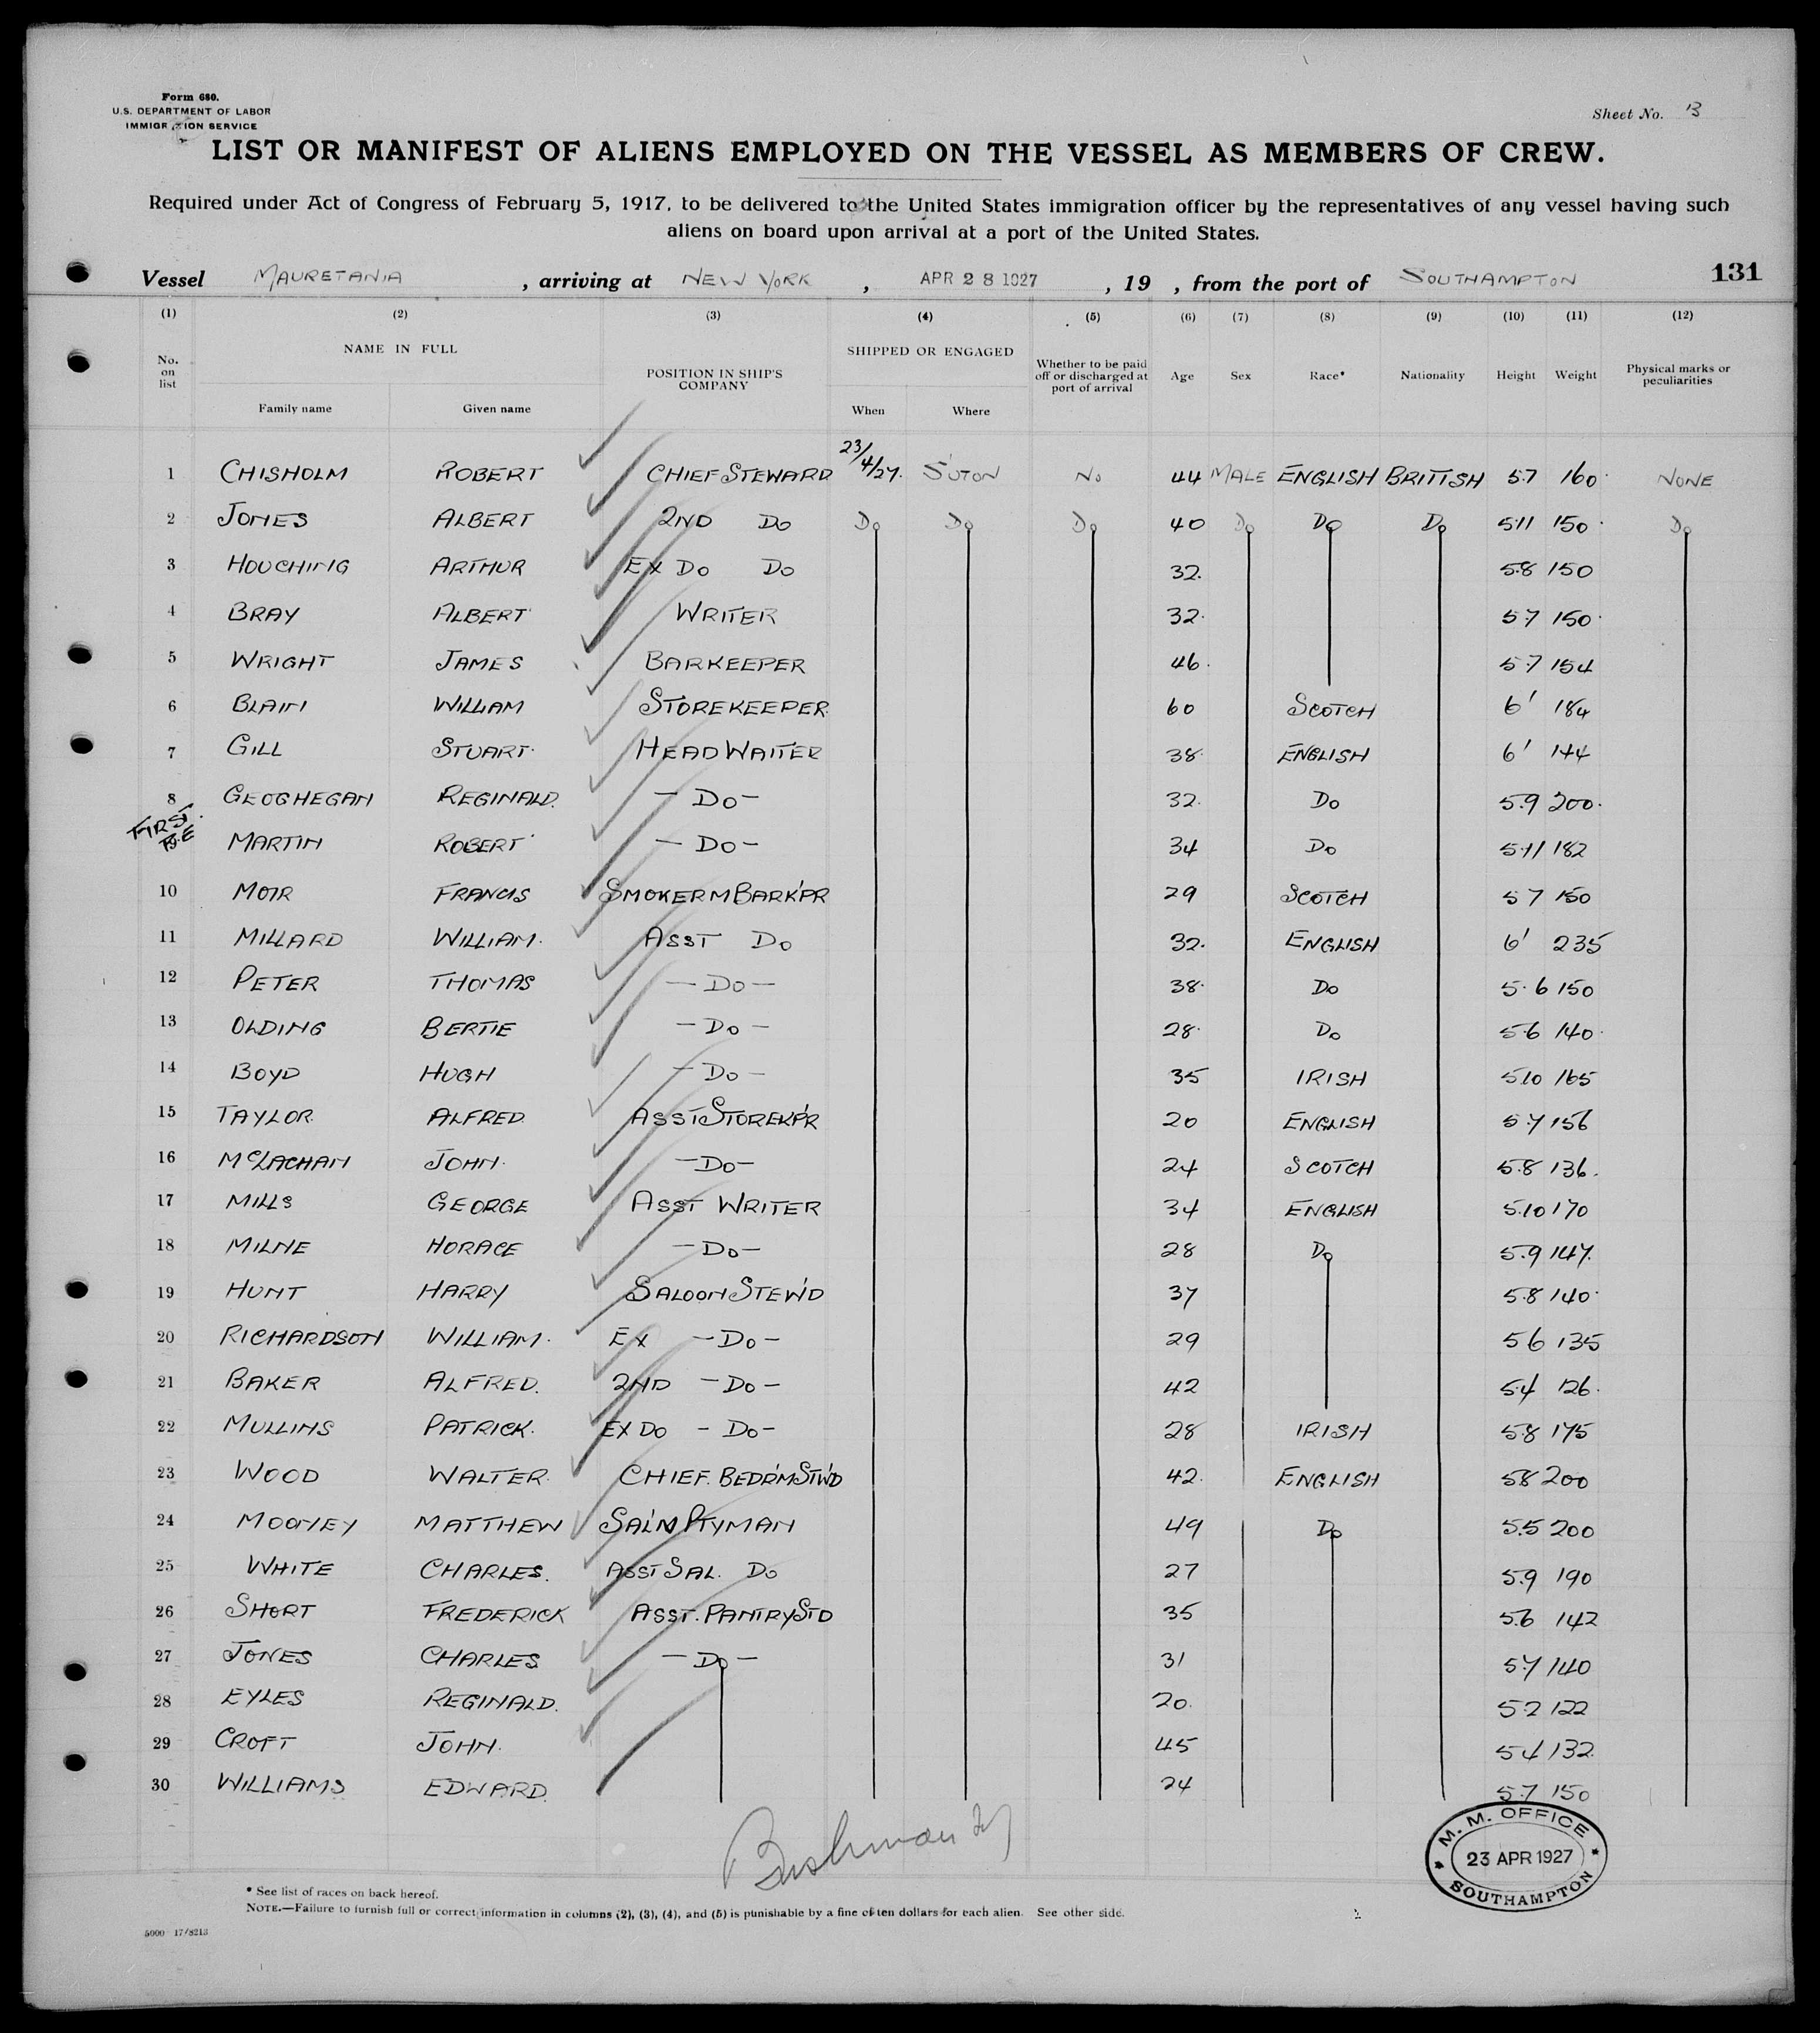 Form 680.
U.S. DEPARTMENT OF LABOR
IMMIGRATION SERVICE
Sheet No. 13
LIST OR MANIFEST OF ALIENS EMPLOYED ON THE VESSEL AS MEMBERS OF CREW.
Required under Act of Congress of February 5, 1917, to be delivered to the United States immigration officer by the representatives of any vessel having such
aliens on board upon arrival at a port of the United States.
Vessel MAURETANIA , arriving at NEW YORK , APR 28 1927 , 19 , from the port of SOUTHAMPTON 131
(1) (2) (3) (4) (5) (6) (7) (8) (9) (10) (11) (12)
No. on list NAME IN FULL POSITION IN SHIP'S COMPANY SHIPPED OR ENGAGED Whether to be paid off or discharged at port of arrival Age Sex Race* Nationality Height Weight Physical marks or peculiarities
Family name Given name When Where
1 CHISHOLM ROBERT CHIEF STEWARD 23/4/27. S'TON No 44 MALE ENGLISH BRITISH 5.7 160 NONE
2 JONES ALBERT 2ND Do Do Do Do 40 Do Do Do 5.11 150 Do
3 HOUCHING ARTHUR EX Do Do 32. 5.8 150
4 BRAY ALBERT WRITER 32. 5.7 150
5 WRIGHT JAMES BARKEEPER 46. 5.7 154
6 BLAIN WILLIAM STOREKEEPER 60 SCOTCH 6' 184
7 GILL STUART HEAD WAITER 38 ENGLISH 6' 144
8 GEOGHEGAN REGINALD. - Do - 32. Do 5.9 200.
FIRST
9 MARTIN ROBERT - Do - 34 Do 5.11 182
10 MOIR FRANCIS SMOKERM BARK'PR 29 SCOTCH 5.7 150
11 MILLARD WILLIAM. ASST Do 32. ENGLISH 6' 235
12 PETER THOMAS - Do - 38. Do 5.6 150
13 OLDING BERTIE - Do - 28. Do 5.6 140
14 BOYD HUGH - Do - 35 IRISH 5.10 165
15 TAYLOR ALFRED ASST STOREK'PR 20 ENGLISH 5.7 156
16 McLACHAN JOHN. - Do - 24 SCOTCH 5.8 136.
17 MILLS GEORGE ASST WRITER 34 ENGLISH 5.10 170
18 MILNE HORACE - Do - 28 Do 5.9 147.
19 HUNT HARRY SALOON STEW'D 37 5.8 140
20 RICHARDSON WILLIAM. EX - Do - 29 5.6 135
21 BAKER ALFRED. 2ND - Do - 42 5.4 126.
22 MULLINS PATRICK. EX Do - Do - 28 IRISH 5.8 175
23 WOOD WALTER CHIEF. BEDR'M ST'W'D 42. ENGLISH 5.8 200
24 MOONEY MATTHEW SAL'N P'TYMAN 49 Do 5.5 200
25 WHITE CHARLES. ASST SAL. Do 27 5.9 190
26 SHORT FREDERICK ASST. PANTRY STD 35 5.6 142
27 JONES CHARLES - Do - 31 5.7 140
28 EYLES REGINALD. 20. 5.2 122
29 CROFT JOHN. 45 5.4 132
30 WILLIAMS EDWARD. 24 5.7 150
M. M. OFFICE
23 APR 1927
SOUTHAMPTON
* See list of races on back hereof.
NOTE.—Failure to furnish full or correct information in columns (2), (3), (4), and (5) is punishable by a fine of ten dollars for each alien. See other side.
5000 17/8213